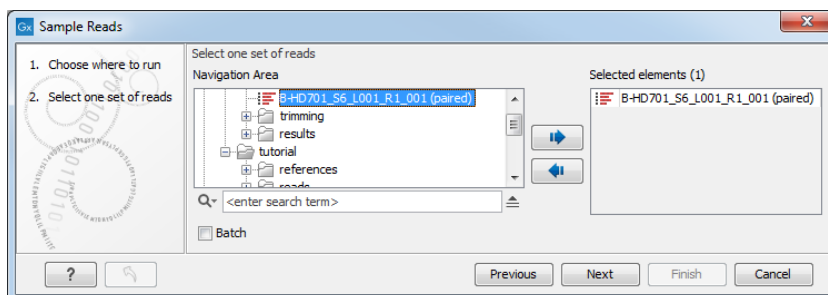 Gx Sample Reads
1. Choose where to run
2. Select one set of reads
Select one set of reads
Navigation Area
B-HD701_S6_L001_R1_001 (paired)
trimming
results
tutorial
references
reads
<enter search term>
Batch
Selected elements (1)
B-HD701_S6_L001_R1_001 (paired)
?
Previous
Next
Finish
Cancel